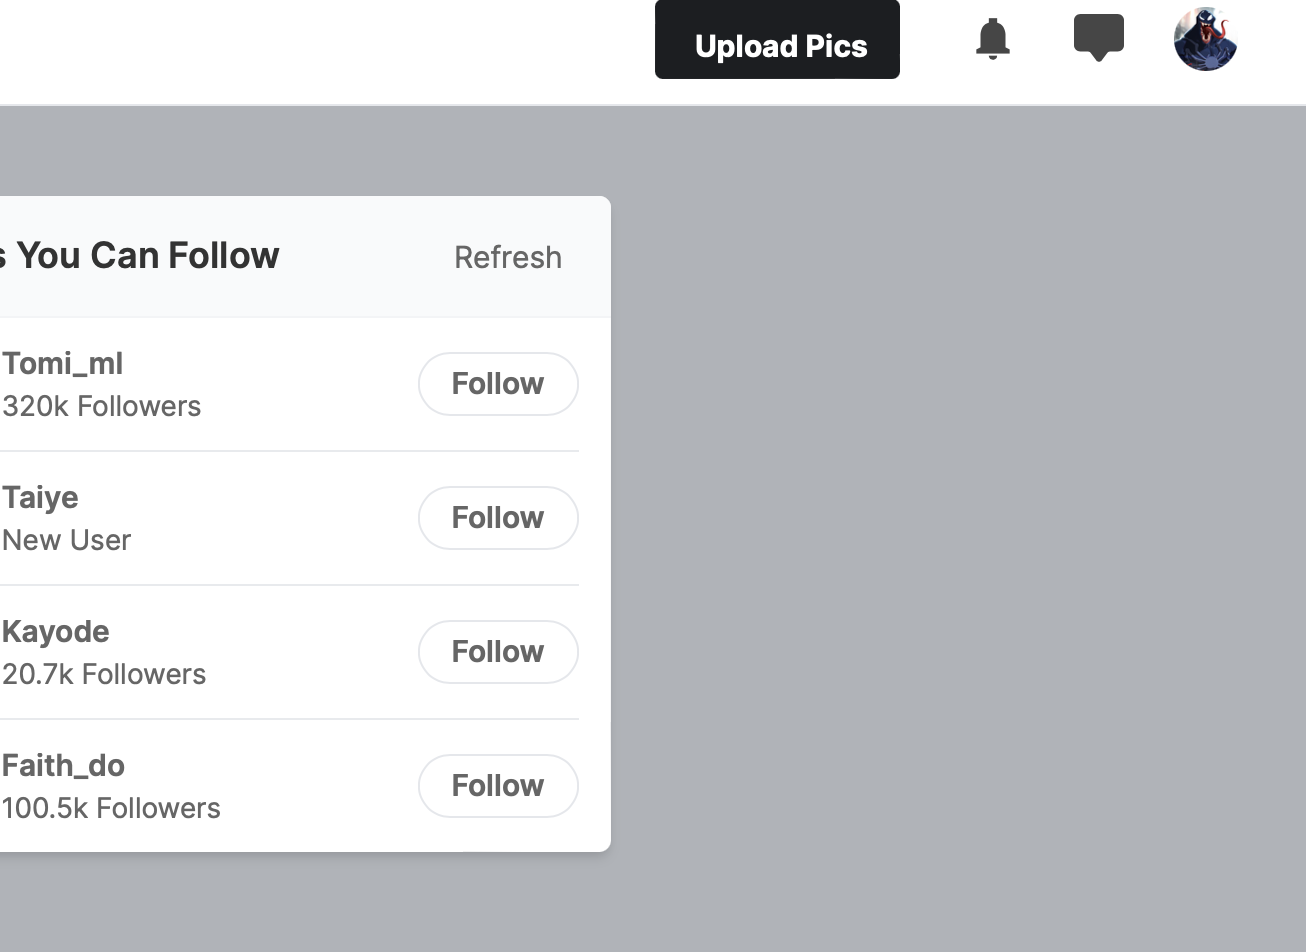 Upload Pics
s You Can Follow
Refresh
Tomi_ml
320k Followers
Follow
Taiye
New User
Follow
Kayode
20.7k Followers
Follow
Faith_do
100.5k Followers
Follow